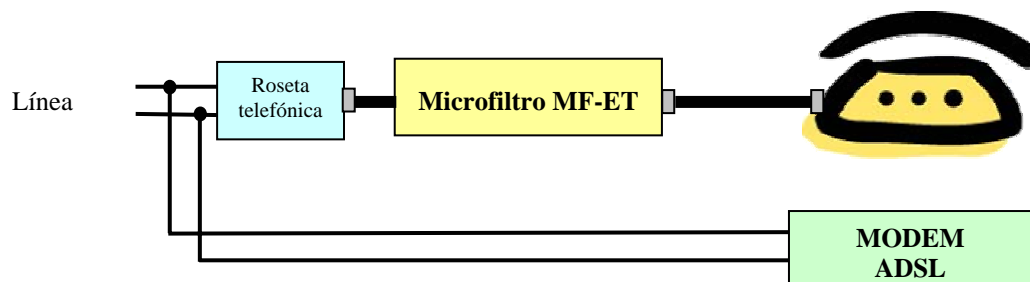 Línea
Roseta
telefónica
Microfiltro MF-ET
MODEM
ADSL